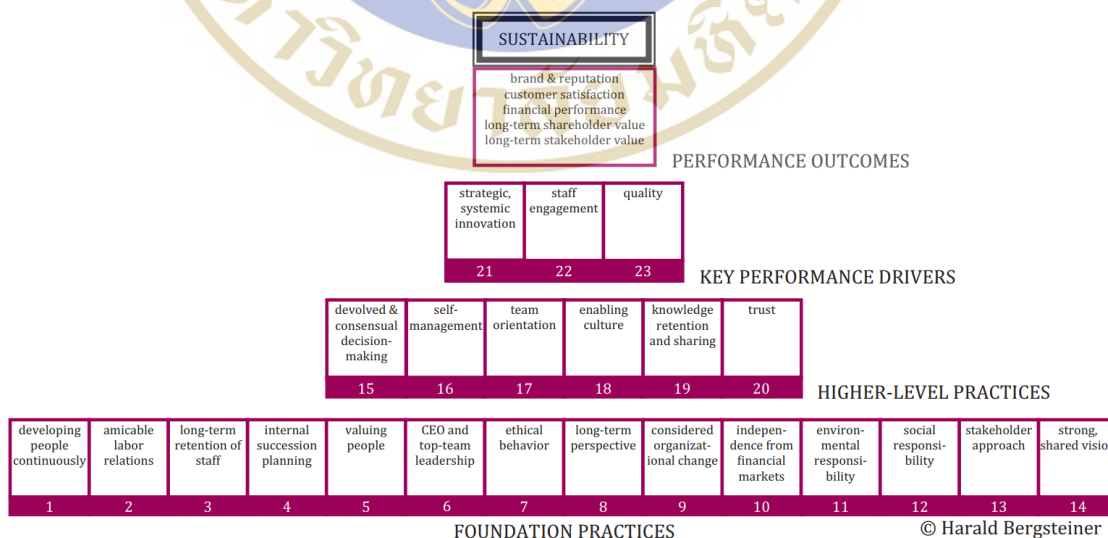 SUSTAINABILITY
brand & reputation
customer satisfaction
financial performance
long-term shareholder value
long-term stakeholder value
PERFORMANCE OUTCOMES
วิทยาลัย
strategic,
systemic
innovation
21
staff
engagement
22
quality
23
KEY PERFORMANCE DRIVERS
devolved &
consensual
decision-
making
15
self-
management
16
team
orientation
17
enabling
culture
18
knowledge
retention
and sharing
19
trust
20
HIGHER-LEVEL PRACTICES
developing
people
continuously
1
amicable
labor
relations
2
long-term
retention of
staff
3
internal
succession
planning
4
valuing
people
5
CEO and
top-team
leadership
6
ethical
behavior
7
long-term
perspective
8
considered
organizat-
ional change
9
indepen-
dence from
financial
markets
10
environ-
mental
responsi-
bility
11
social
responsi-
bility
12
stakeholder
approach
13
strong,
shared visio
14
FOUNDATION PRACTICES
© Harald Bergsteiner